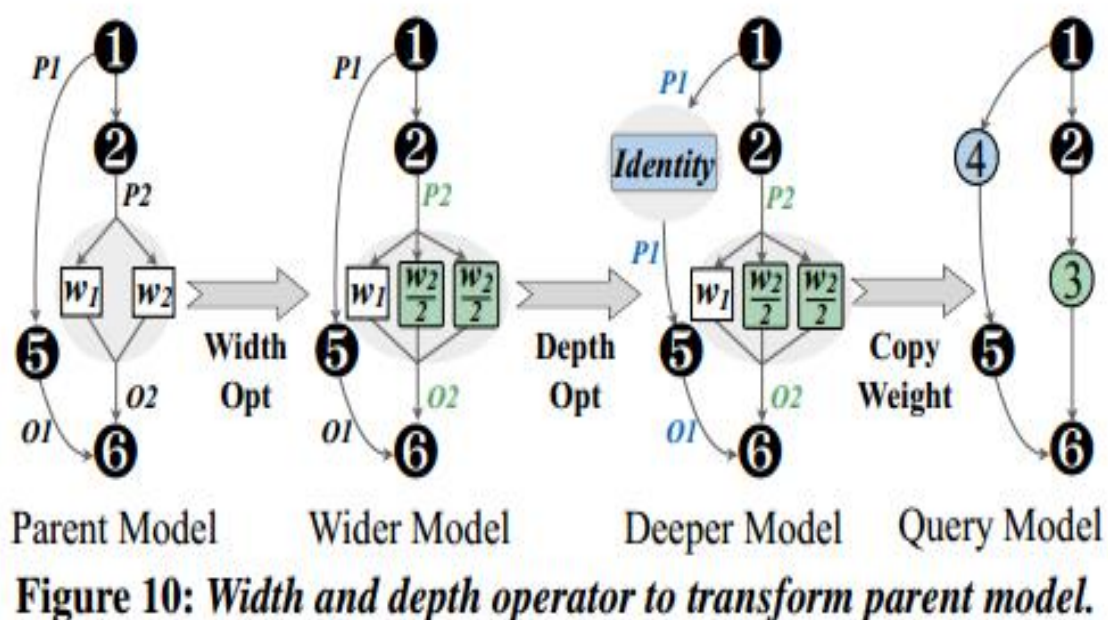 1
P1
2
P2
w1
w2
5
O2
O1
6
Parent Model
Width
Opt
1
P1
2
P2
w1
w2
2
w2
2
5
O2
O1
6
Wider Model
Depth
Opt
1
P1
Identity
2
P2
P1
w1
w2
2
w2
2
5
O2
O1
6
Deeper Model
Copy
Weight
1
4
2
3
5
6
Query Model
Figure 10: Width and depth operator to transform parent model.